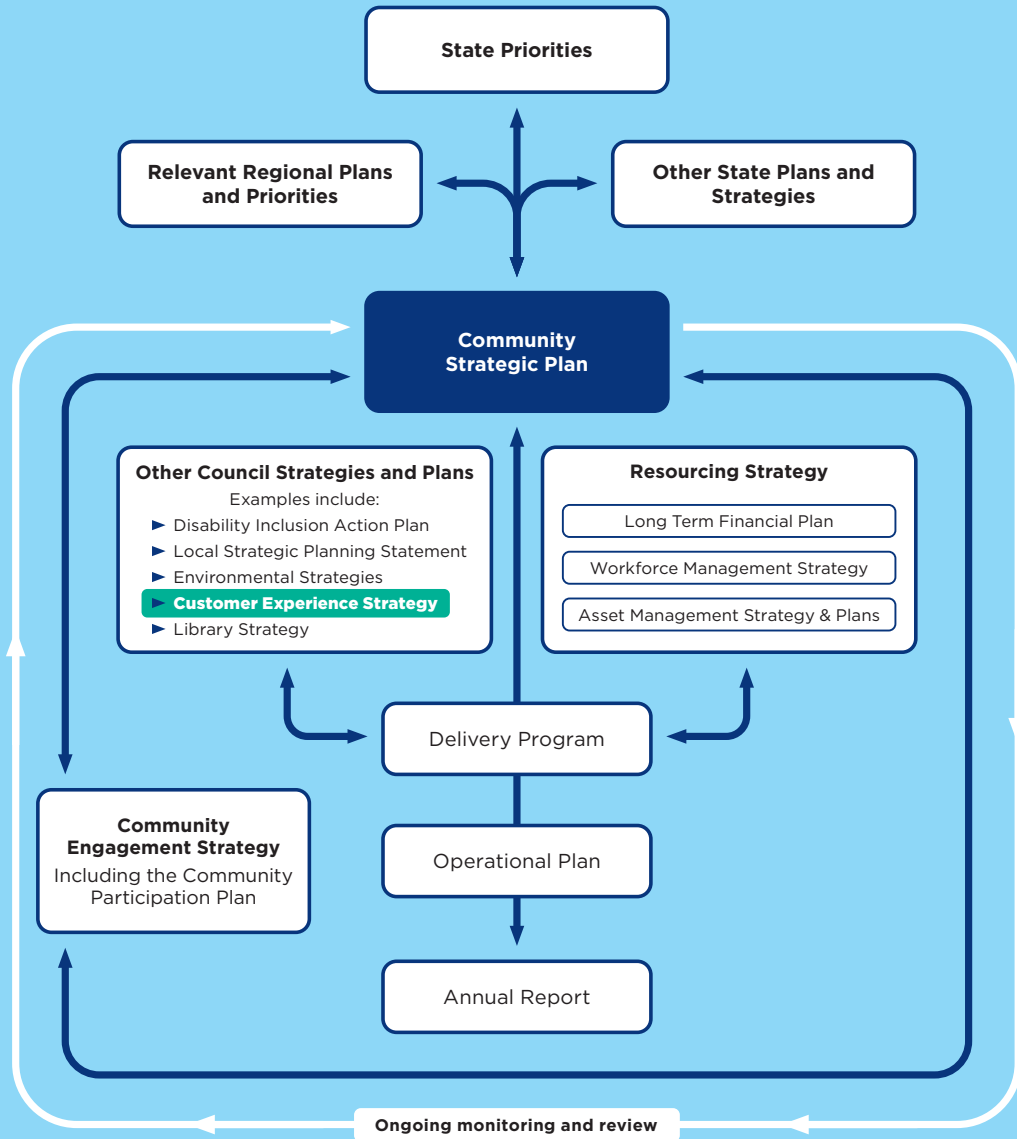 State Priorities
Relevant Regional Plans
and Priorities
Other State Plans and
Strategies
Community
Strategic Plan
Other Council Strategies and Plans
Examples include:
Disability Inclusion Action Plan
Local Strategic Planning Statement
Environmental Strategies
Customer Experience Strategy
Library Strategy
Resourcing Strategy
Long Term Financial Plan
Workforce Management Strategy
Asset Management Strategy & Plans
Delivery Program
Community
Engagement Strategy
Including the Community
Participation Plan
Operational Plan
Annual Report
Ongoing monitoring and review